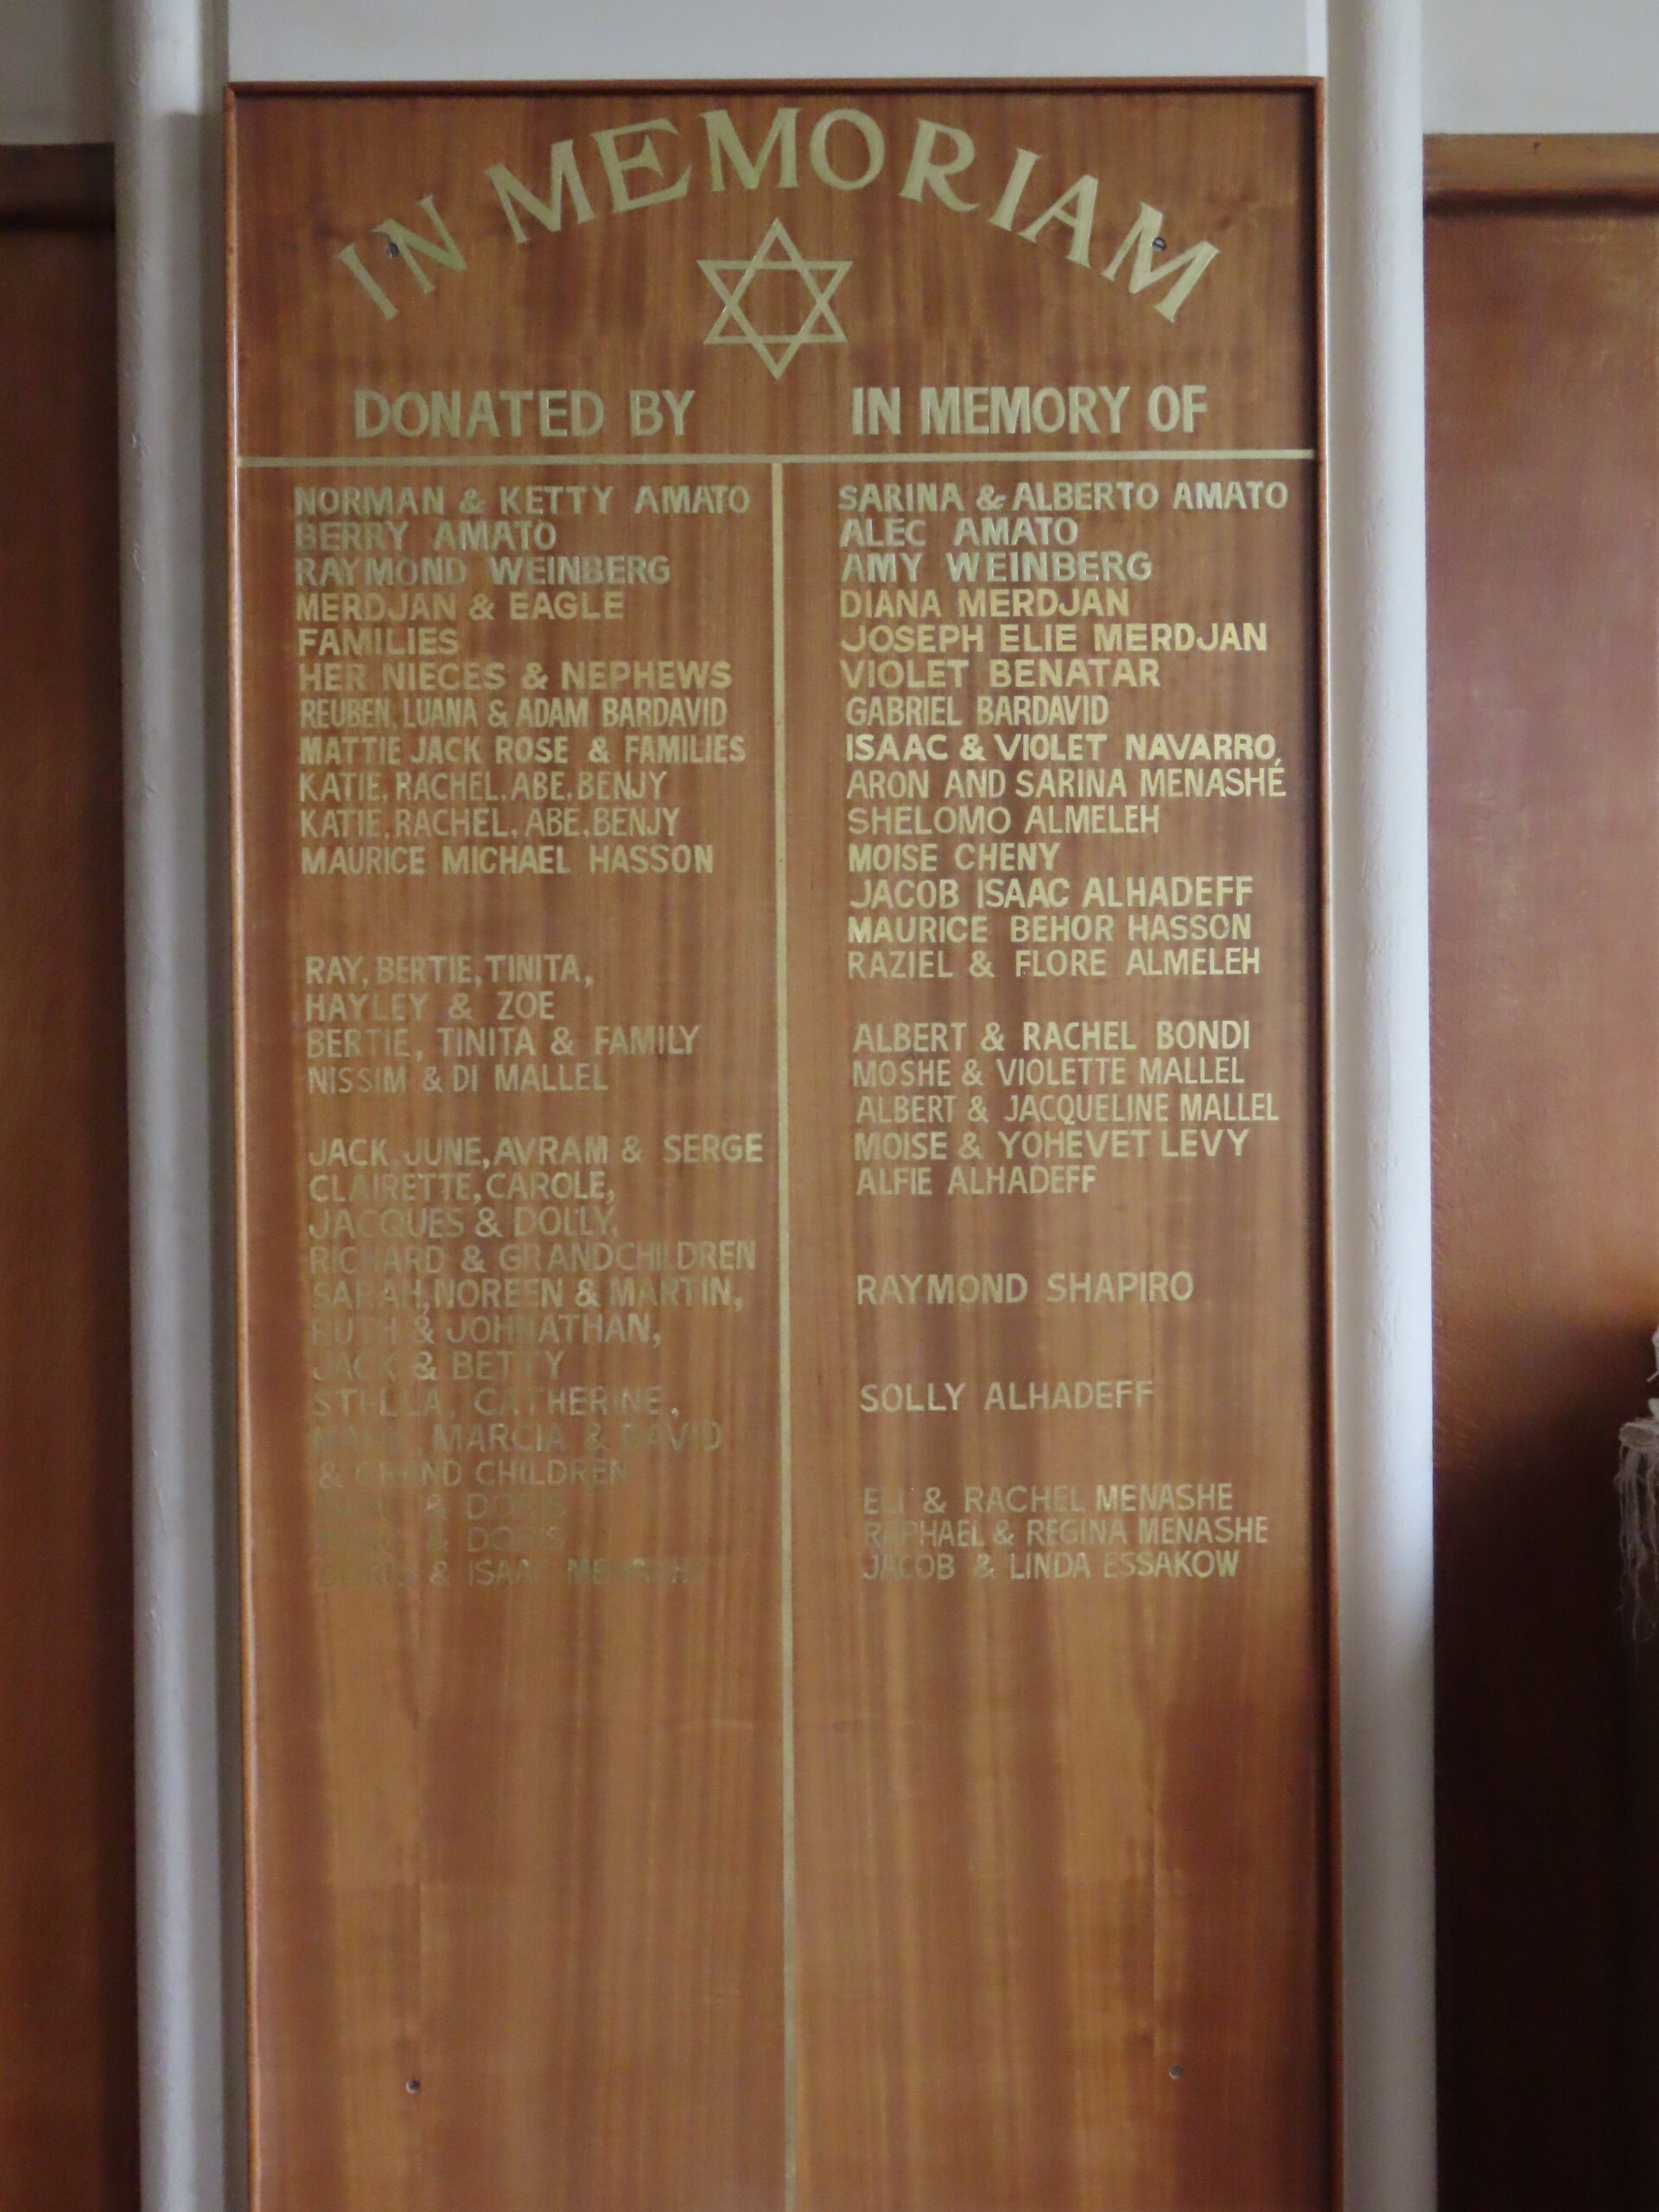 IN MEMORIAM
DONATED BY
NORMAN & KETTY AMATO
BERRY AMATO
RAYMOND WEINBERG
MERDJAN & EAGLE
FAMILIES
HER NIECES & NEPHEWS
REUBEN, LUANA & ADAM BARDAVID
MATTIE JACK ROSE & FAMILIES
KATIE, RACHEL, ABE, BENJY
KATIE, RACHEL, ABE, BENJY
MAURICE MICHAEL HASSON
RAY, BERTIE, TINITA,
HAYLEY & ZOE
BERTIE, TINITA & FAMILY
NISSIM & DI MALLEL
JACK, JUNE, AVRAM & SERGE
CLAIRETTE, CAROLE,
JACQUES & DOLLY,
RICHARD & GRANDCHILDREN
SARAH, NOREEN & MARTIN,
RUTH & JOHNATHAN,
JACK & BETTY
STELLA, CATHERINE,
, MARCIA & DAVID
& GRAND CHILDREN
& DORIS
& DORIS
& ISAAC MENASHE
IN MEMORY OF
SARINA & ALBERTO AMATO
ALEC AMATO
AMY WEINBERG
DIANA MERDJAN
JOSEPH ELIE MERDJAN
VIOLET BENATAR
GABRIEL BARDAVID
ISAAC & VIOLET NAVARRO,
ARON AND SARINA MENASHÉ
SHELOMO ALMELEH
MOISE CHENY
JACOB ISAAC ALHADEFF
MAURICE BEHOR HASSON
RAZIEL & FLORE ALMELEH
ALBERT & RACHEL BONDI
MOSHE & VIOLETTE MALLEL
ALBERT & JACQUELINE MALLEL
MOISE & YOHEVET LEVY
ALFIE ALHADEFF
RAYMOND SHAPIRO
SOLLY ALHADEFF
ELI & RACHEL MENASHE
RAPHAEL & REGINA MENASHE
JACOB & LINDA ESSAKOW